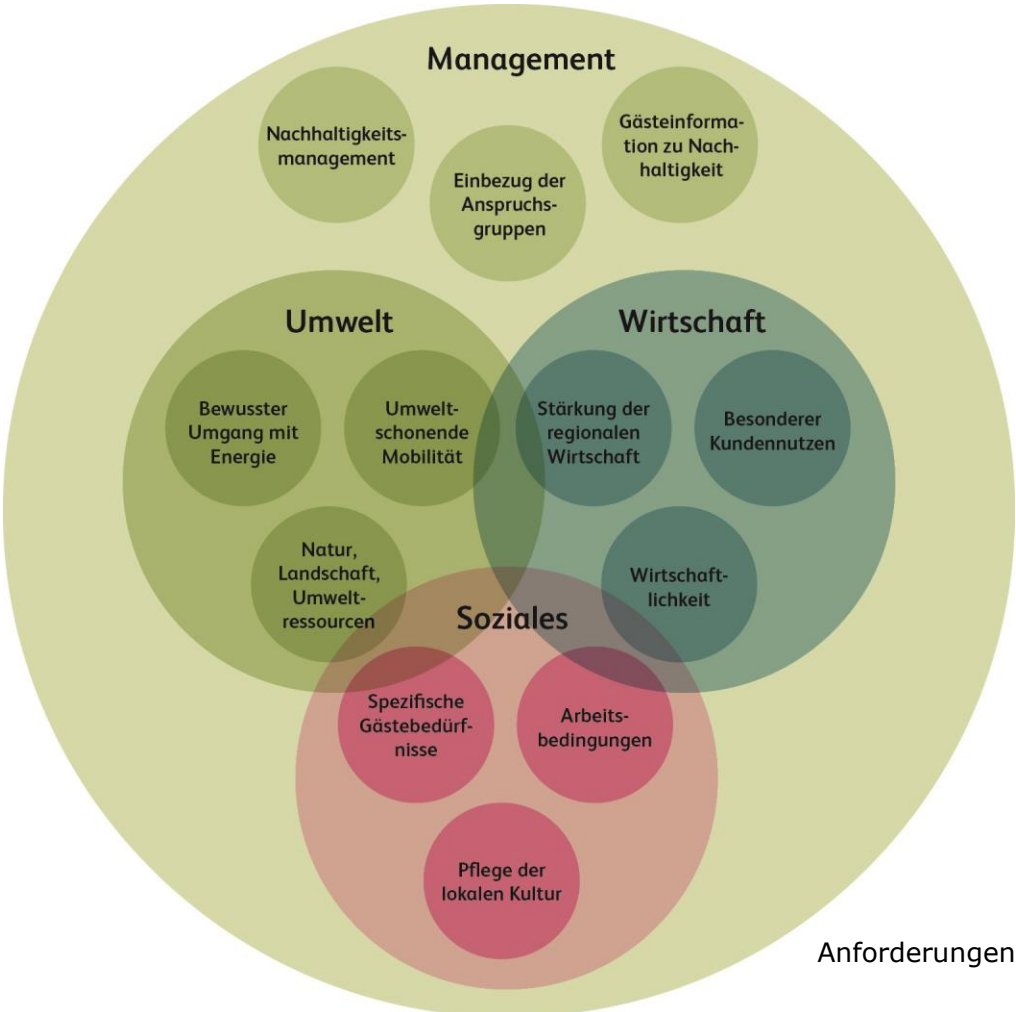 Management
Nachhaltigkeits-
management
Einbezug der
Anspruchs-
gruppen
Gästeinforma-
tion zu Nach-
haltigkeit
Umwelt
Bewusster
Umgang mit
Energie
Umwelt-
schonende
Mobilität
Natur,
Landschaft,
Umwelt-
ressourcen
Wirtschaft
Stärkung der
regionalen
Wirtschaft
Besonderer
Kundennutzen
Wirtschaft-
lichkeit
Soziales
Spezifische
Gästebedürf-
nisse
Arbeits-
bedingungen
Pflege der
lokalen Kultur
Anforderungen